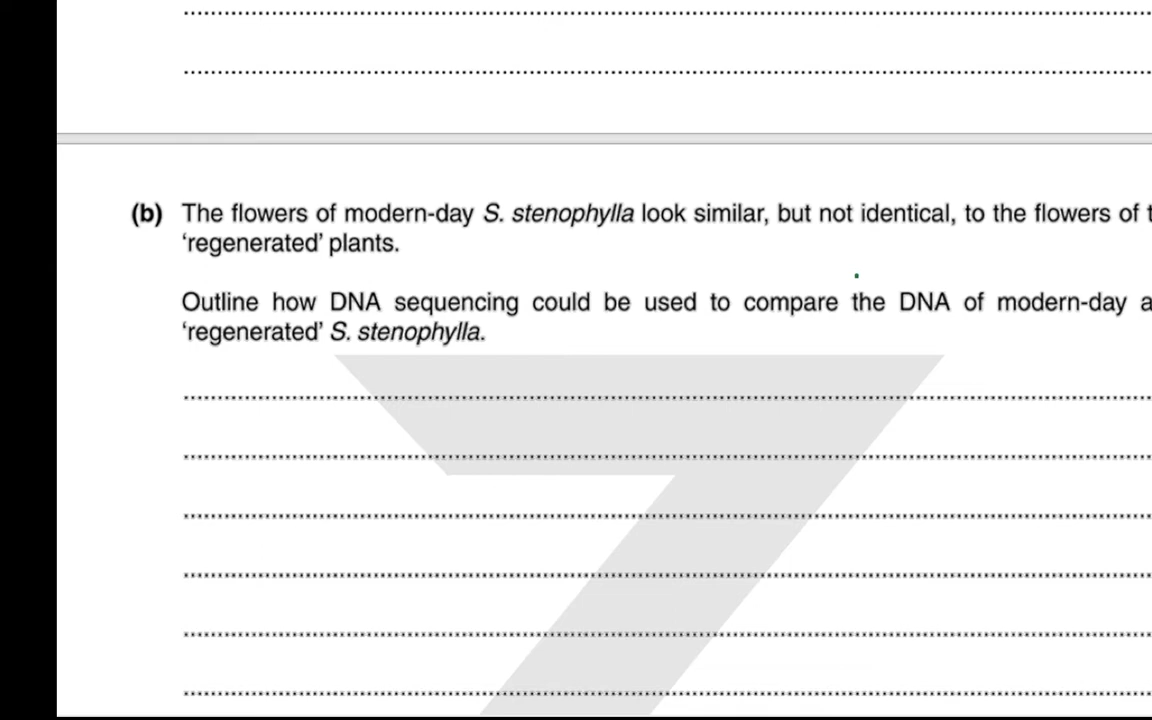 (b) The flowers of modern-day S. stenophylla look similar, but not identical, to the flowers of
'regenerated' plants.
Outline how DNA sequencing could be used to compare the DNA of modern-day
'regenerated' S. stenophylla.